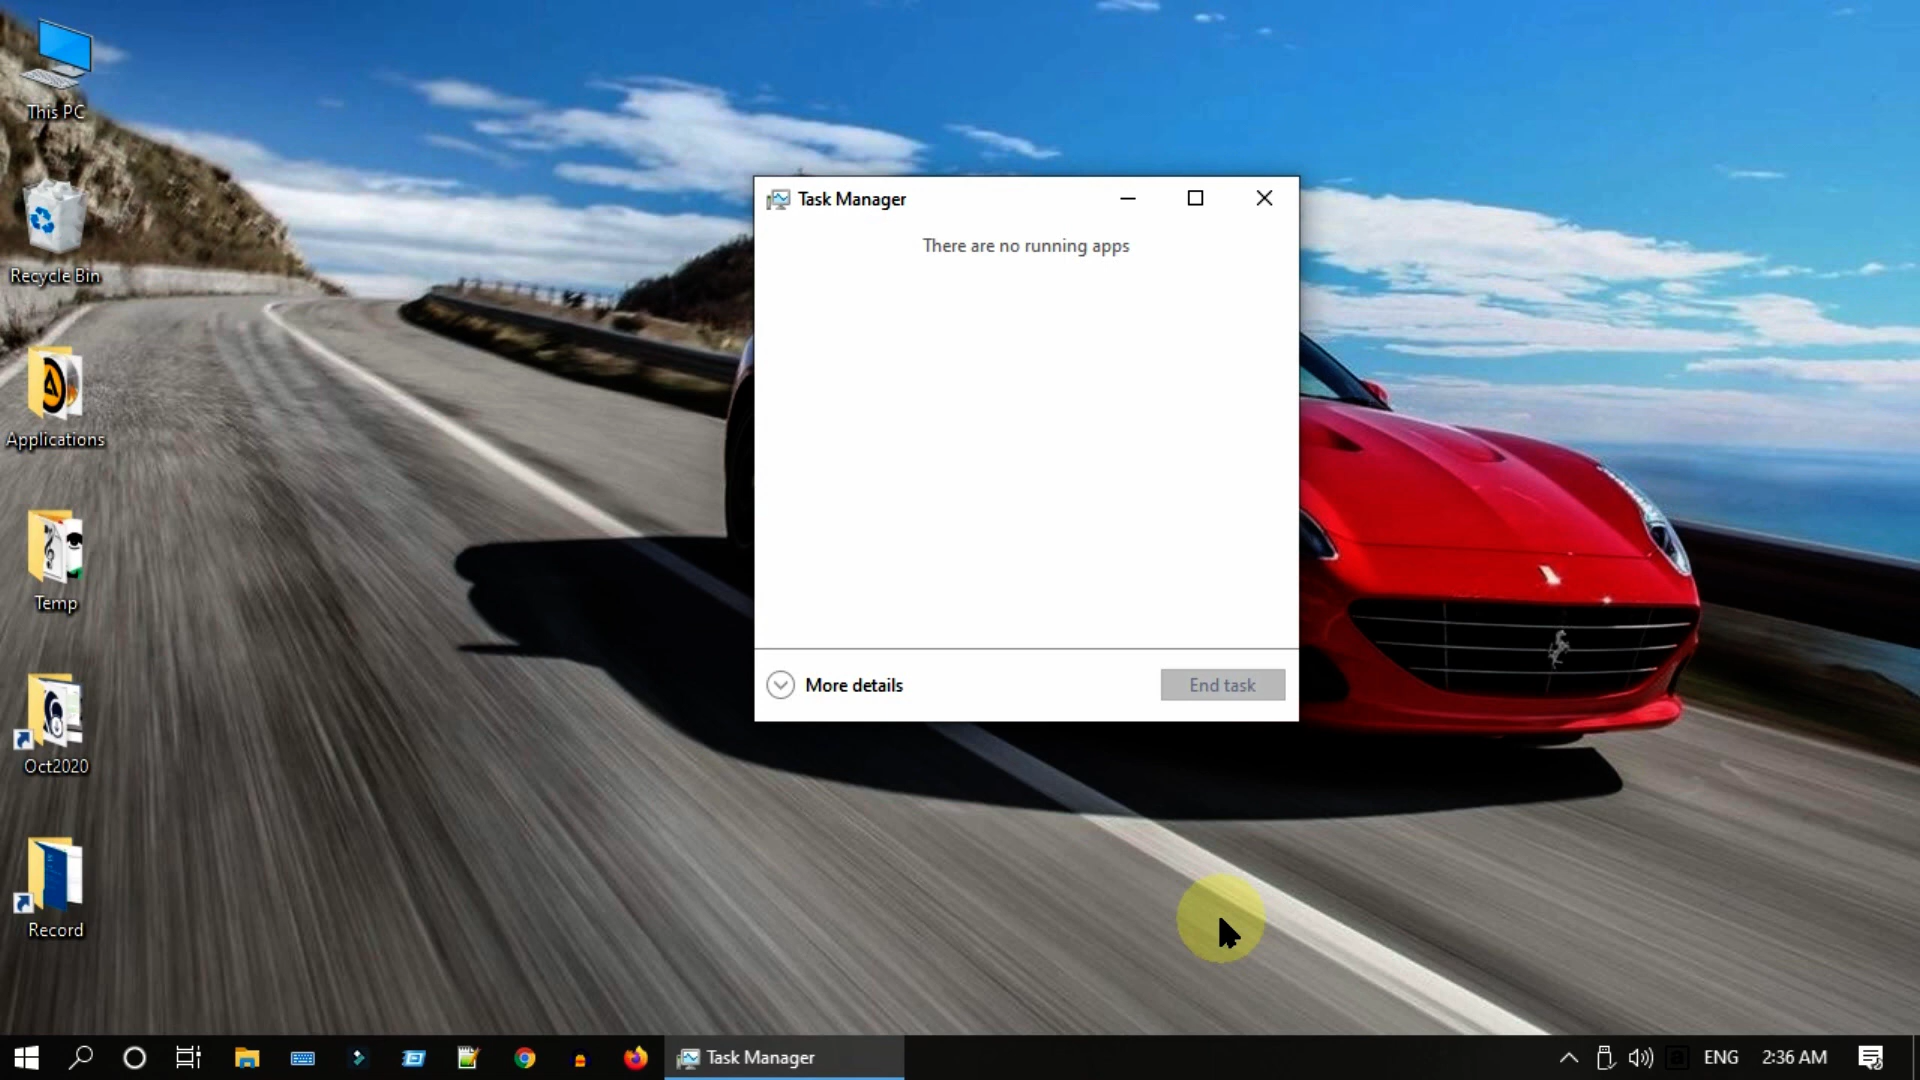 This PC
Recycle Bin
Applications
Temp
Oct2020
Record
Task Manager
There are no running apps
More details
End task
Task Manager
ENG
2:36 AM